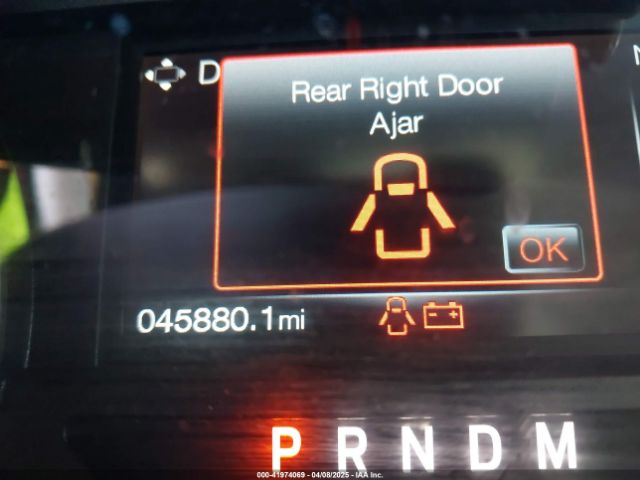 D
Rear Right Door
Ajar
OK
045880.1mi
P R N D M
000-41974069 - 04/08/2025 - IAA Inc.